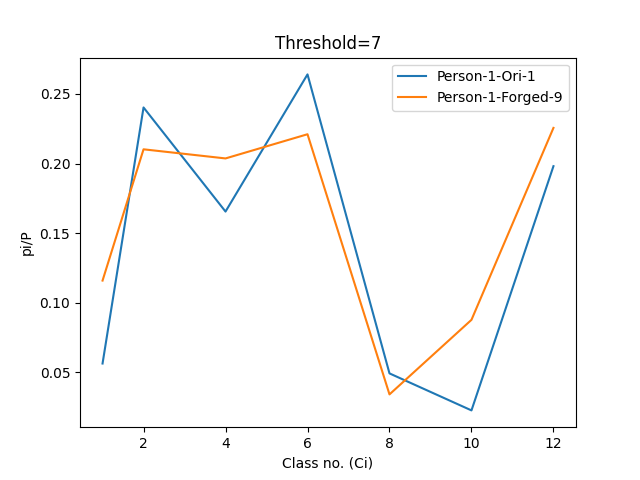 Threshold=7
Person-1-Ori-1
Person-1-Forged-9
pi/P
0.25
0.20
0.15
0.10
0.05
2 4 6 8 10 12
Class no. (Ci)